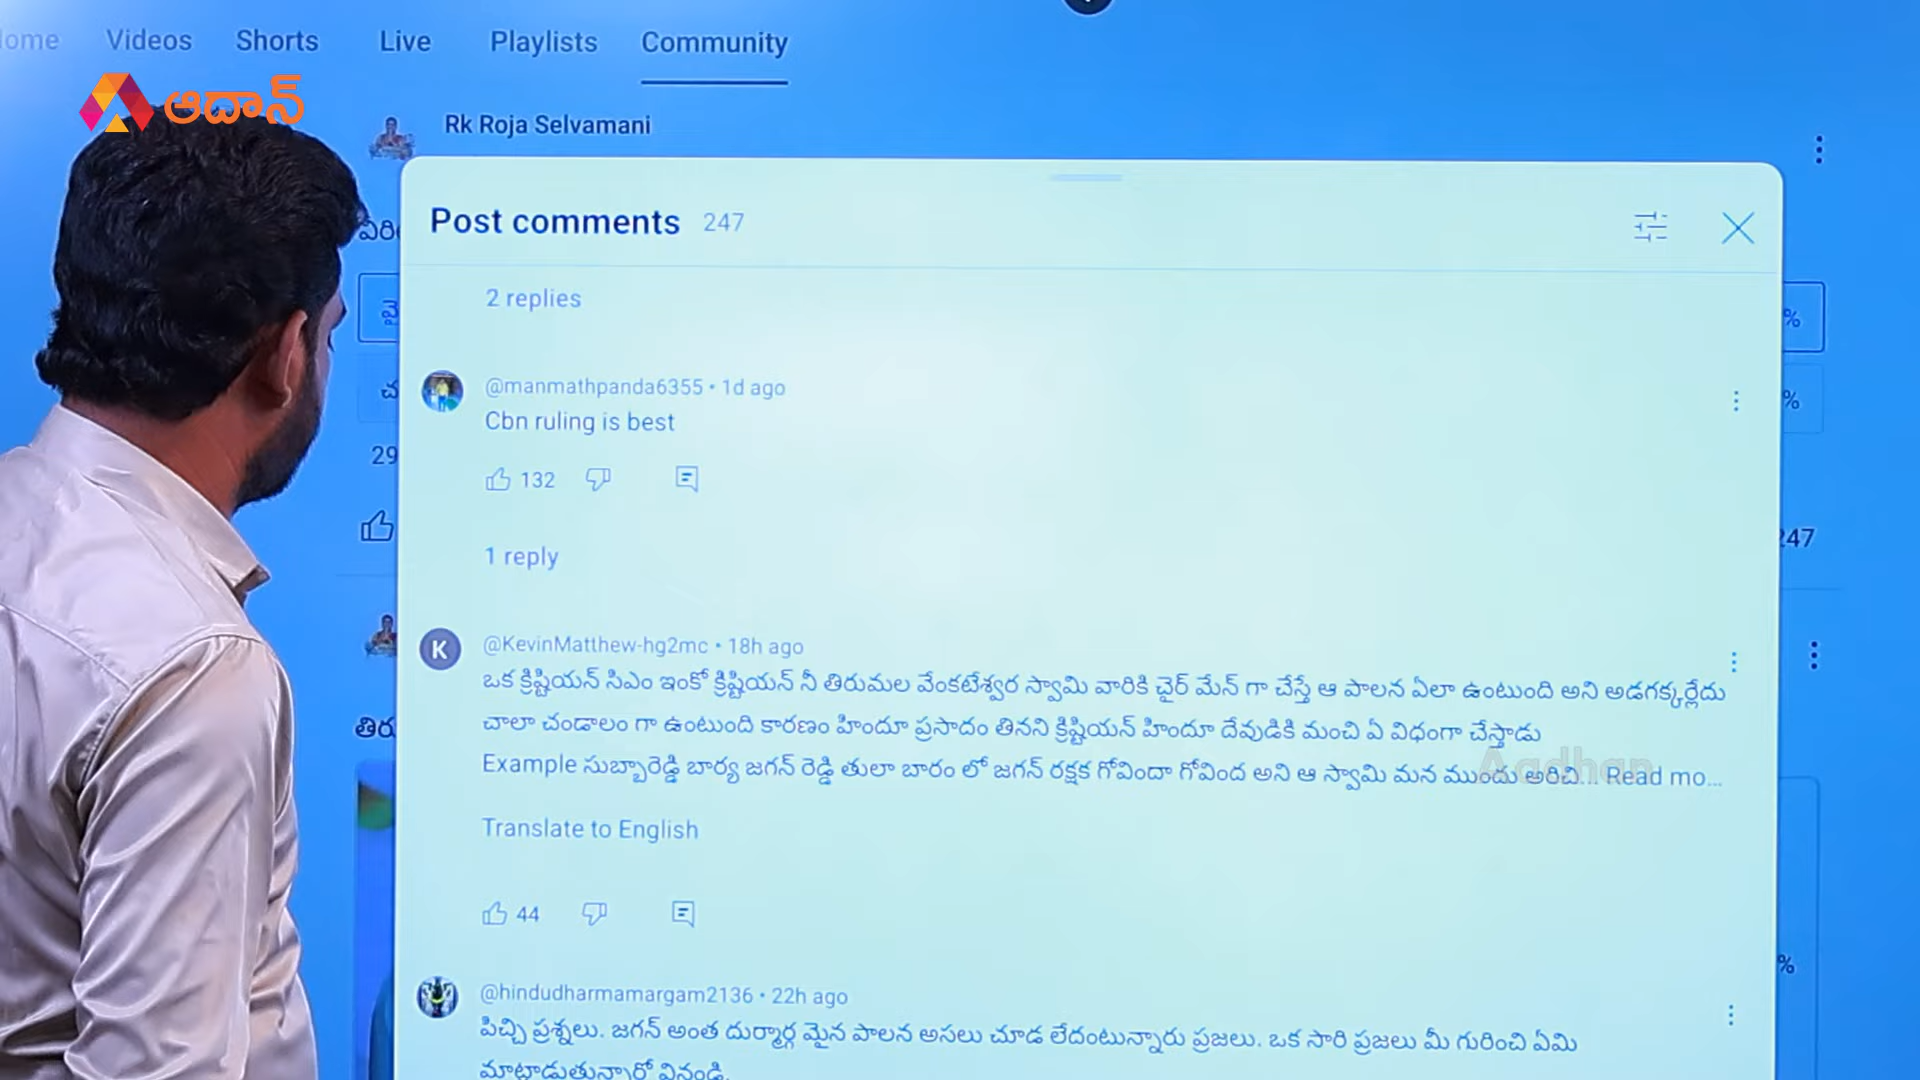 Home Videos Shorts Live Playlists Community
ఆదాన్
Rk Roja Selvamani
Post comments 247
2 replies
@manmathpanda6355 • 1d ago
Cbn ruling is best
132
1 reply
29
247
@KevinMatthew-hg2mc • 18h ago
K
ఒక క్రిష్టియన్ సిఎం ఇంకో క్రిష్టియన్ నీ తిరుమల వేంకటేశ్వర స్వామి వారికి చైర్ మేన్ గా చేస్తే ఆ పాలన ఏలా ఉంటుంది అని అడగక్కర్లేదు
చాలా చండాలం గా ఉంటుంది కారణం హిందూ ప్రసాదం తినని క్రిష్టియన్ హిందూ దేవుడికి మంచి ఏ విధంగా చేస్తాడు
Example సుబ్బారెడ్డి బార్య జగన్ రెడ్డి తులా బారం లో జగన్ రక్షక గోవిందా గోవింద అని ఆ స్వామి మన ముందు అరిచి... Read mo...
Aadhan
Translate to English
44
@hindudharmamargam2136 • 22h ago
పిచ్చి ప్రశ్నలు. జగన్ అంత దుర్మార్గ మైన పాలన అసలు చూడ లేదంటున్నారు ప్రజలు. ఒక సారి ప్రజలు మీ గురించి ఏమి
మాట్లాడుతున్నారో వినండి.